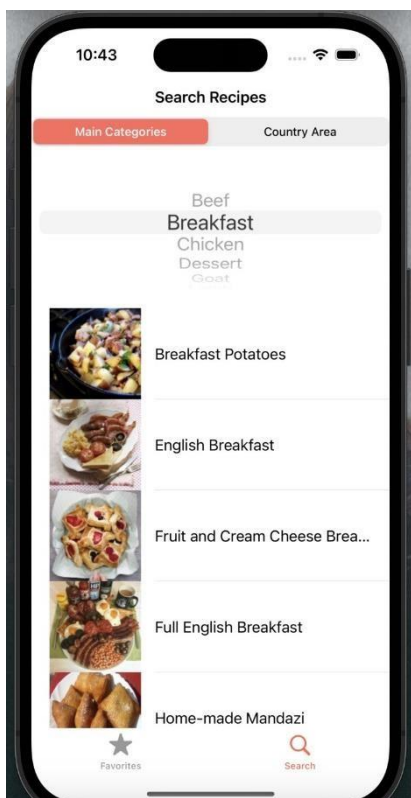 10:43
Search Recipes
Main Categories
Country Area
Beef
Breakfast
Chicken
Dessert
Goat
Breakfast Potatoes
English Breakfast
Fruit and Cream Cheese Brea...
Full English Breakfast
Home-made Mandazi
Favorites
Search